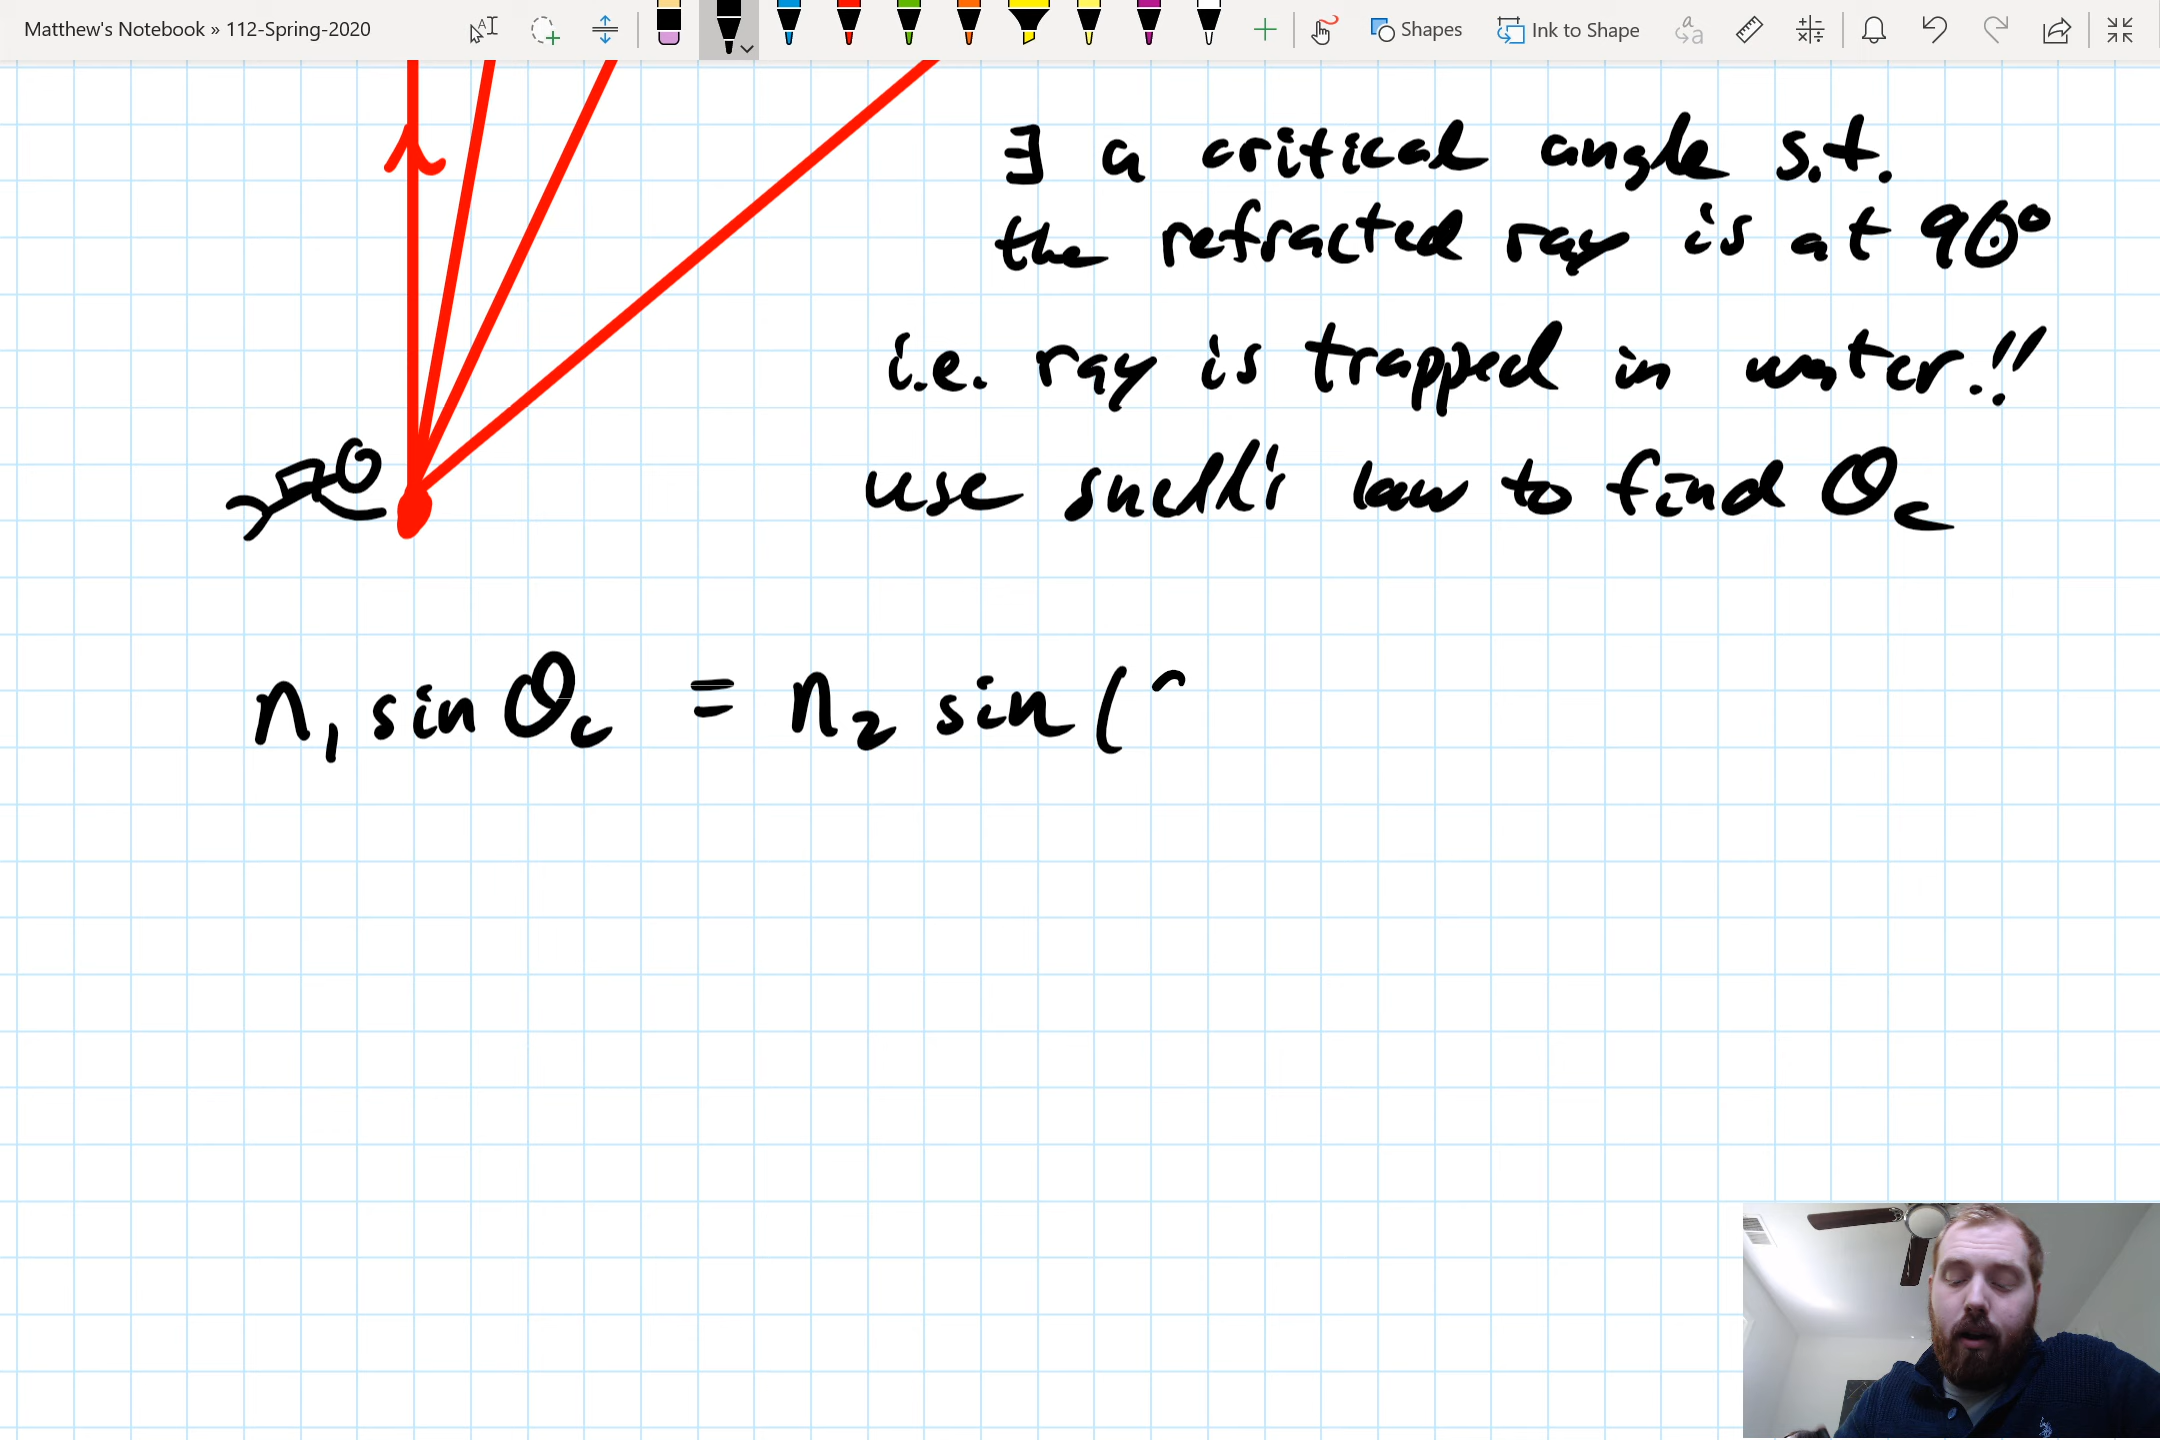 Matthew's Notebook » 112-Spring-2020 Shapes Ink to Shape
∃ a critical angle s.t.
the refracted ray is at 90°
i.e. ray is trapped in water!!
use snell's law to find θc
n₁ sin θc = n₂ sin (